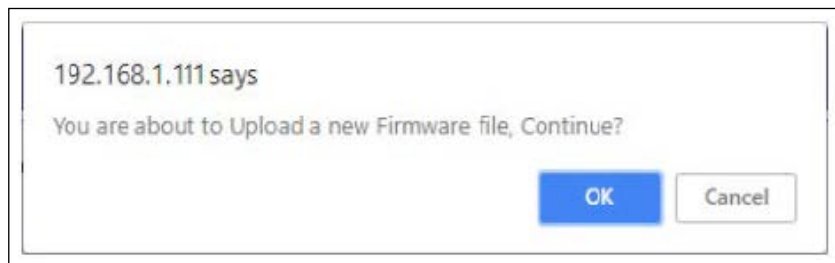 192.168.1.111 says
You are about to Upload a new Firmware file, Continue?
OK Cancel